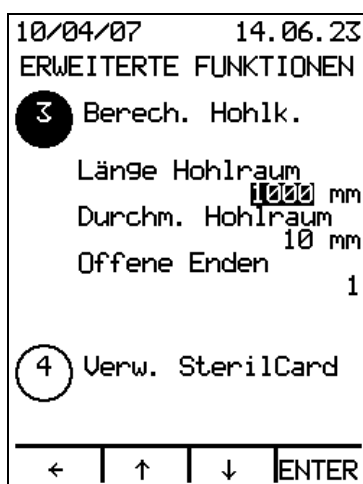 10/04/07 14.06.23
ERWEITERTE FUNKTIONEN
3 Berech. Hohlk.
Länge Hohlraum
1000 mm
Durchm. Hohlraum
10 mm
Offene Enden
1
4 Verw. SterilCard
← ↑ ↓ ENTER